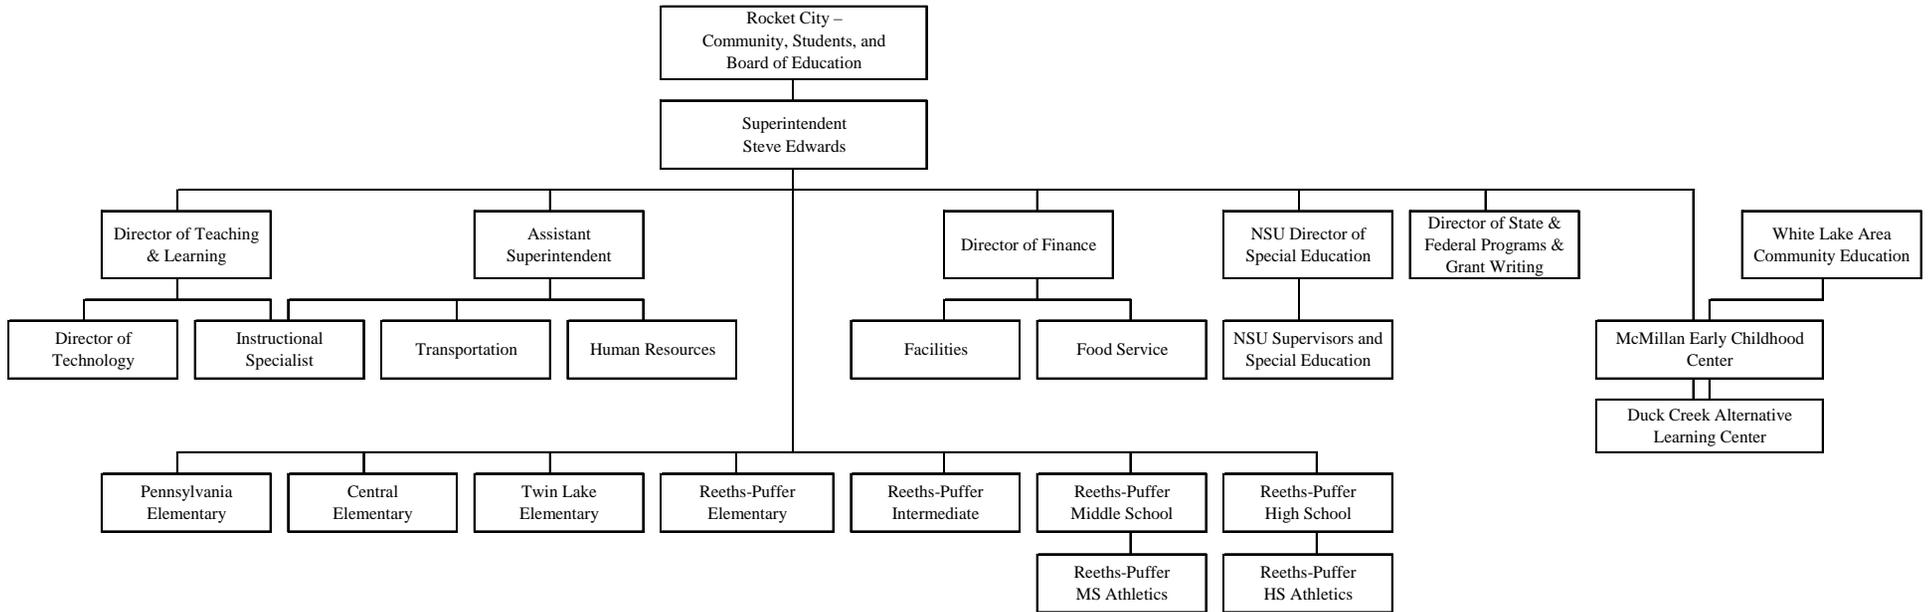 Rocket City –
Community, Students, and
Board of Education
Superintendent
Steve Edwards
Director of Teaching
& Learning
Assistant
Superintendent
Director of Finance
NSU Director of
Special Education
Director of State &
Federal Programs &
Grant Writing
White Lake Area
Community Education
Director of
Technology
Instructional
Specialist
Transportation
Human Resources
Facilities
Food Service
NSU Supervisors and
Special Education
McMillan Early Childhood
Center
Duck Creek Alternative
Learning Center
Pennsylvania
Elementary
Central
Elementary
Twin Lake
Elementary
Reeths-Puffer
Elementary
Reeths-Puffer
Intermediate
Reeths-Puffer
Middle School
Reeths-Puffer
High School
Reeths-Puffer
MS Athletics
Reeths-Puffer
HS Athletics